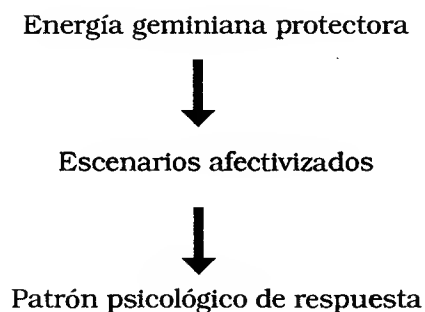 Energía geminiana protectora
Escenarios afectivizados
Patrón psicológico de respuesta